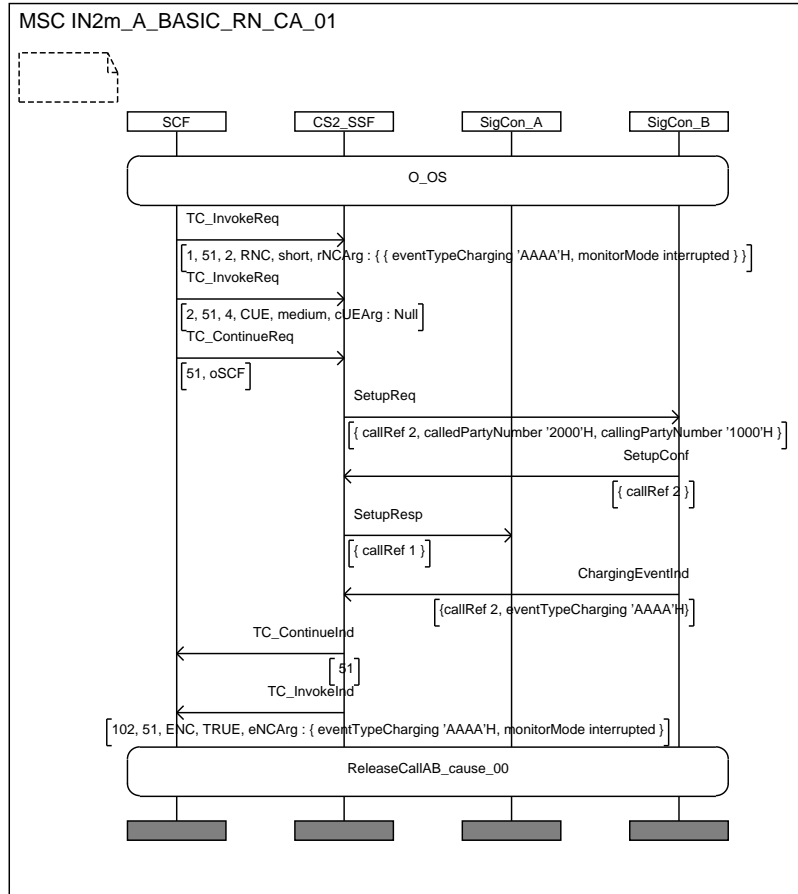 MSC IN2m_A_BASIC_RN_CA_01
SCF CS2_SSF SigCon_A SigCon_B
O_OS
TC_InvokeReq
[1, 51, 2, RNC, short, rNCArg : { { eventTypeCharging 'AAAA'H, monitorMode interrupted } }]
TC_InvokeReq
[2, 51, 4, CUE, medium, cUEArg : Null]
TC_ContinueReq
[51, oSCF]
SetupReq
[{ callRef 2, calledPartyNumber '2000'H, callingPartyNumber '1000'H }]
SetupConf
[{ callRef 2 }]
SetupResp
[{ callRef 1 }]
ChargingEventInd
[{callRef 2, eventTypeCharging 'AAAA'H}]
TC_ContinueInd
[51]
TC_InvokeInd
[102, 51, ENC, TRUE, eNCArg : { eventTypeCharging 'AAAA'H, monitorMode interrupted }]
ReleaseCallAB_cause_00